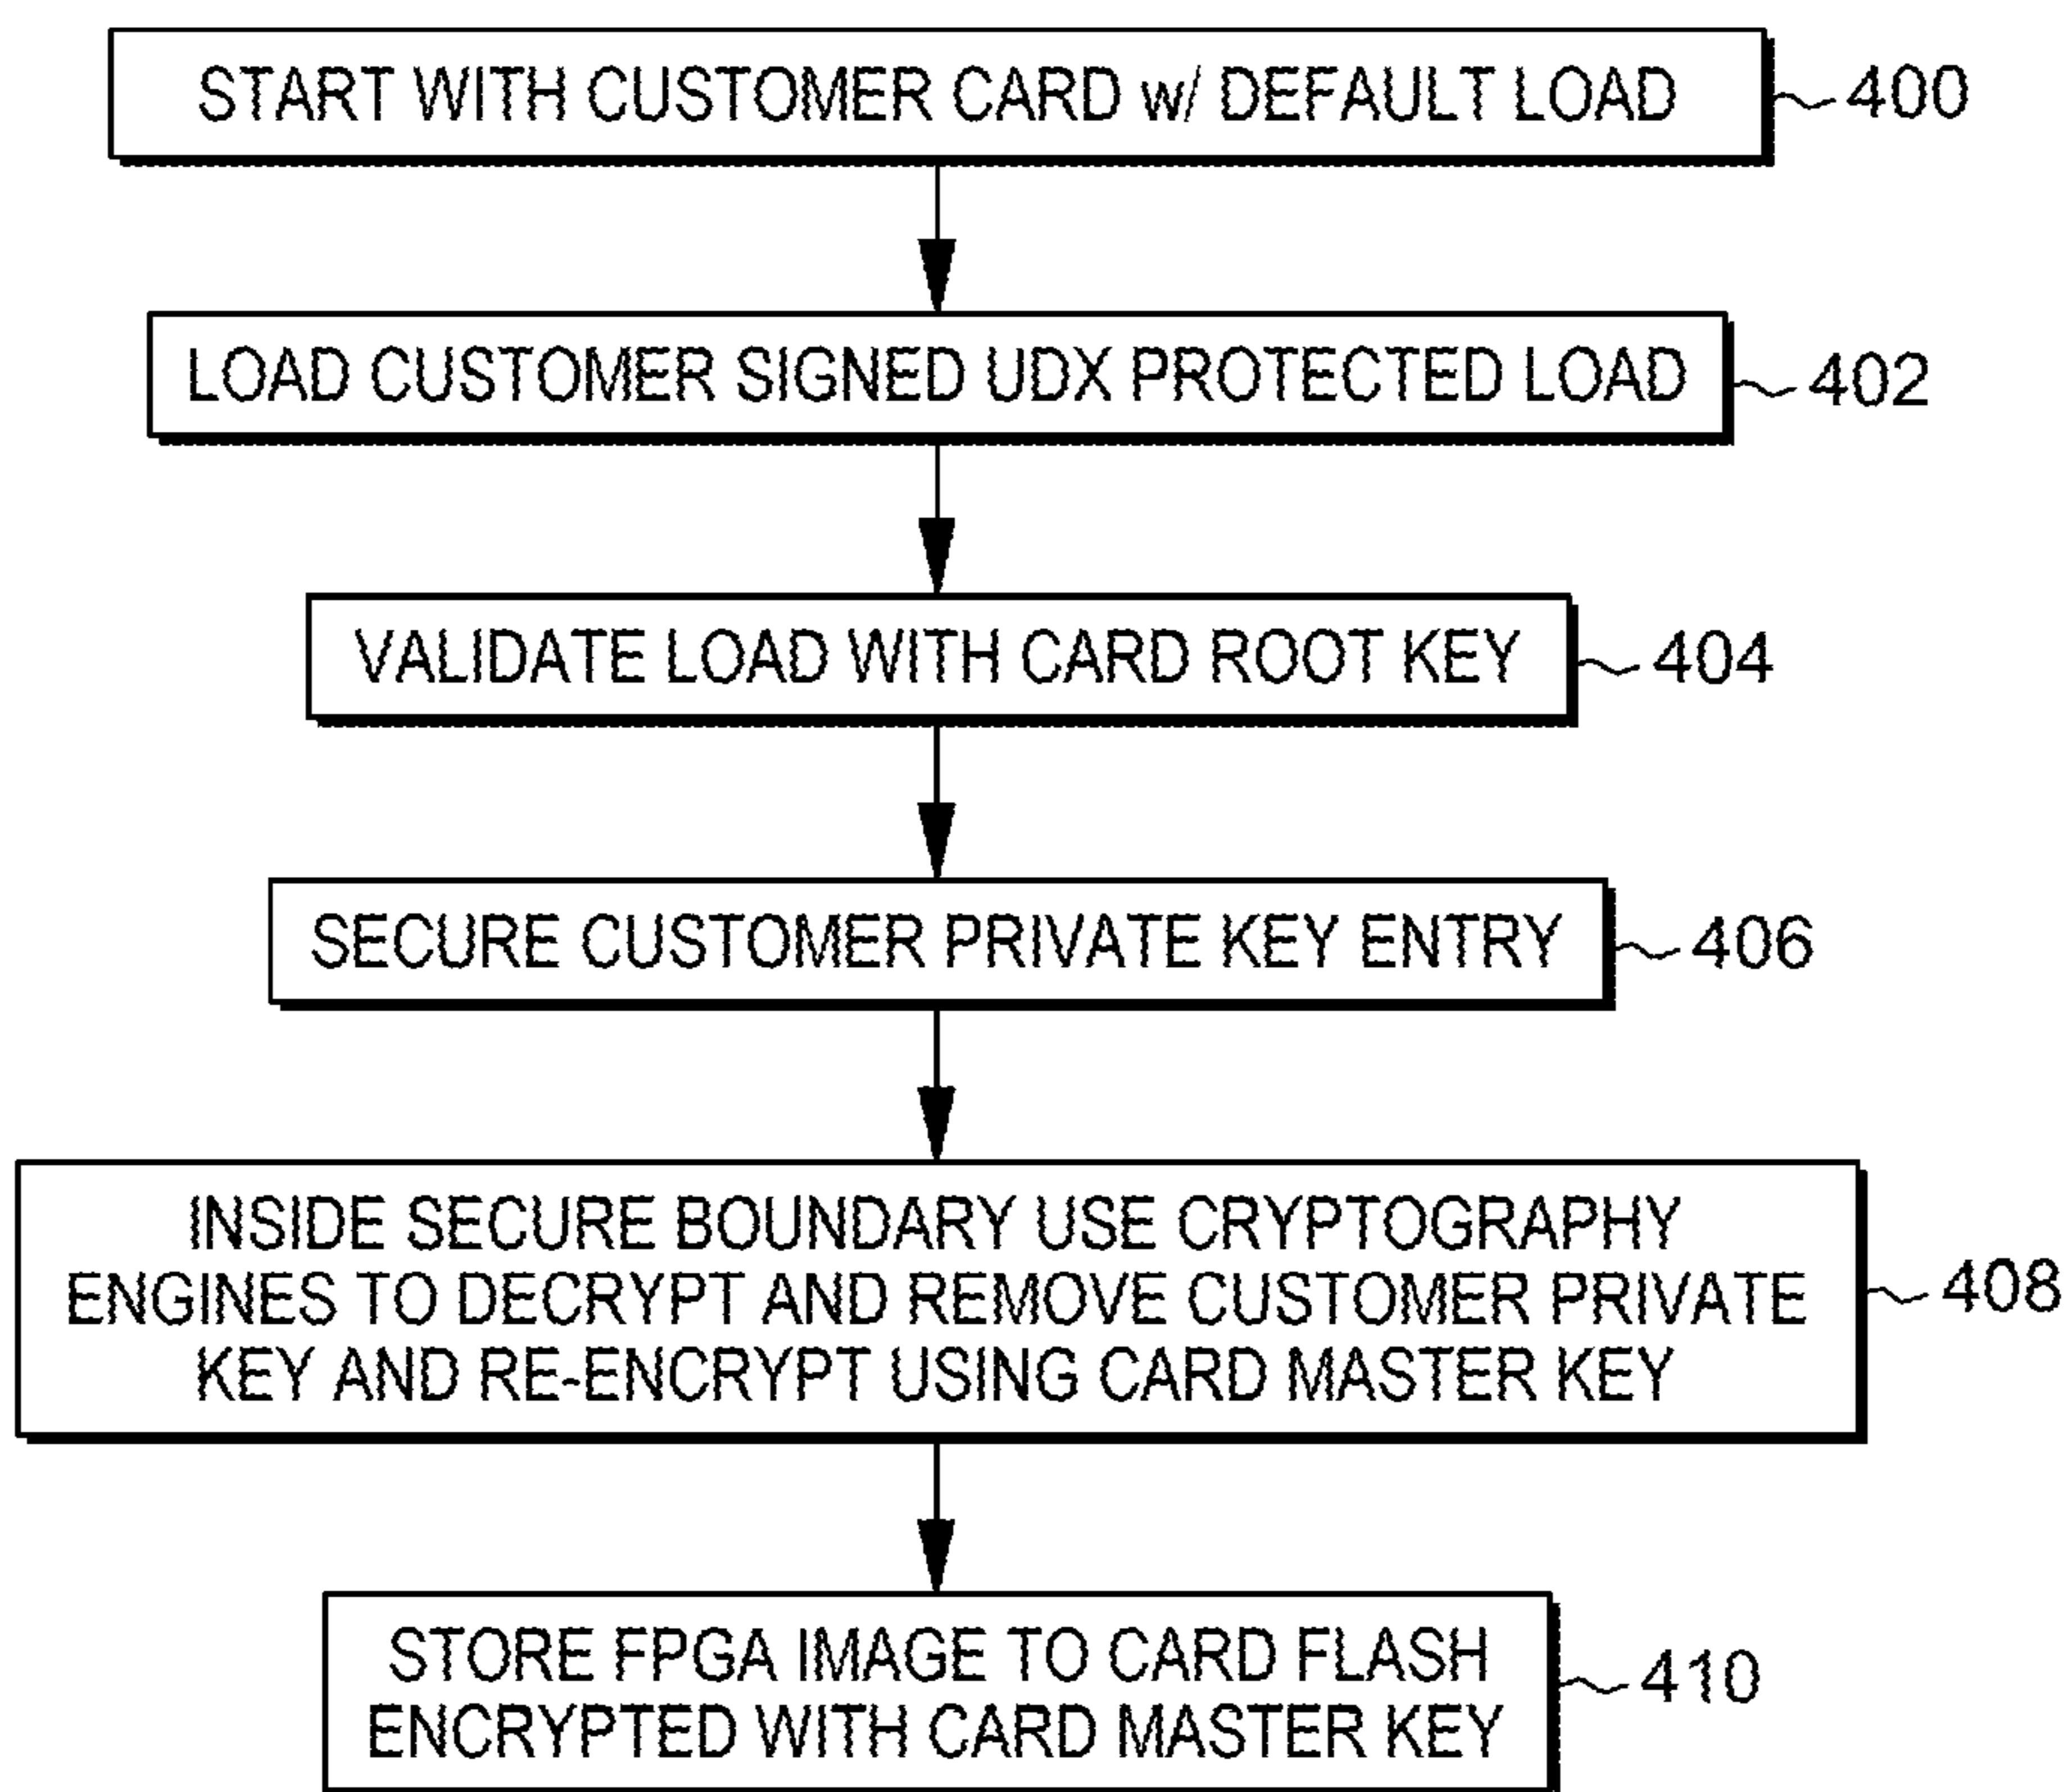 START WITH CUSTOMER CARD w/ DEFAULT LOAD
400
LOAD CUSTOMER SIGNED UDX PROTECTED LOAD
402
VALIDATE LOAD WITH CARD ROOT KEY
404
SECURE CUSTOMER PRIVATE KEY ENTRY
406
INSIDE SECURE BOUNDARY USE CRYPTOGRAPHY
ENGINES TO DECRYPT AND REMOVE CUSTOMER PRIVATE
KEY AND RE-ENCRYPT USING CARD MASTER KEY
408
STORE FPGA IMAGE TO CARD FLASH
ENCRYPTED WITH CARD MASTER KEY
410